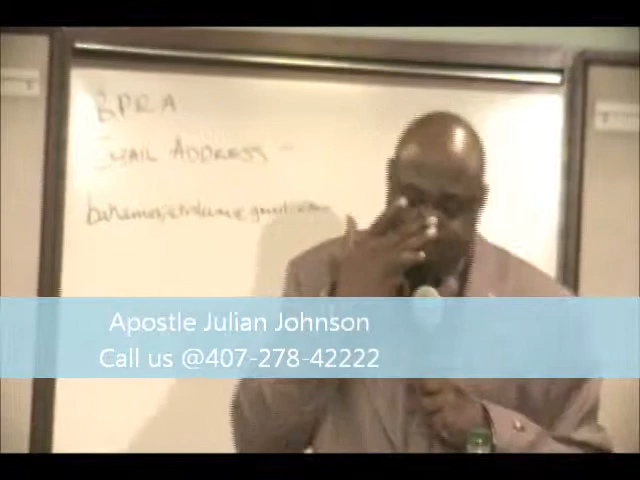 BPRA
EMAIL ADDRESS -
Apostle Julian Johnson
Call us @407-278-42222